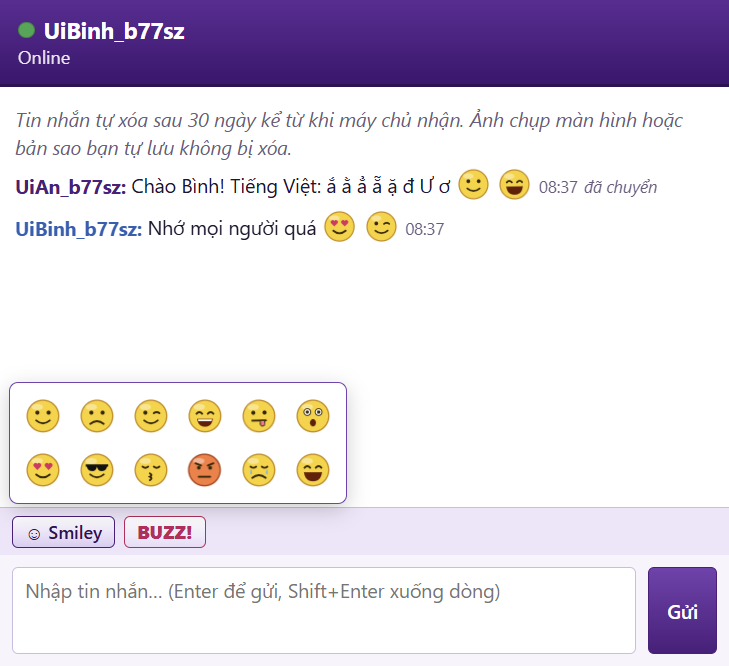 UiBinh_b77sz
Online
Tin nhắn tự xóa sau 30 ngày kể từ khi máy chủ nhận. Ảnh chụp màn hình hoặc
bản sao bạn tự lưu không bị xóa.
UiAn_b77sz: Chào Bình! Tiếng Việt: ắ ằ ẳ ẵ ặ đ Ư ơ 08:37 đã chuyển
UiBinh_b77sz: Nhớ mọi người quá 08:37
☺ Smiley
BUZZ!
Nhập tin nhắn... (Enter để gửi, Shift+Enter xuống dòng)
Gửi